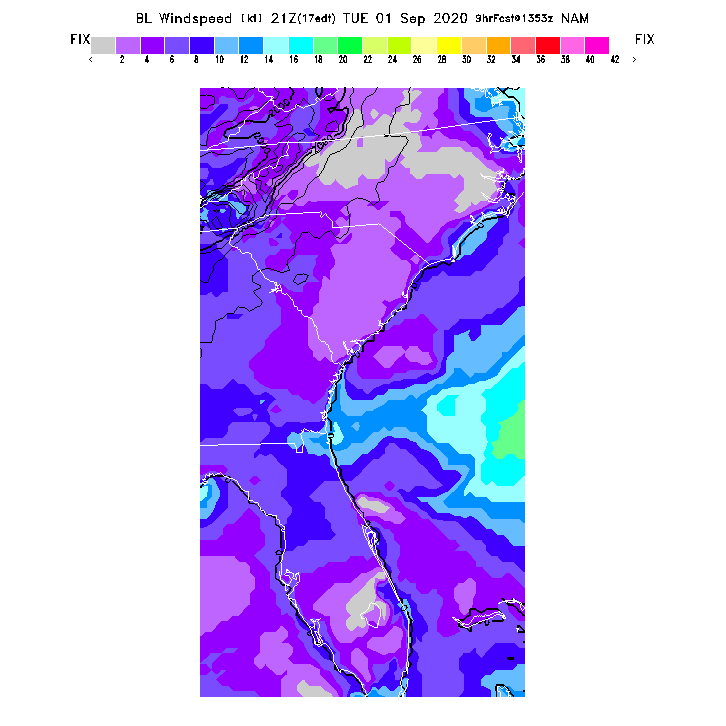 BL Windspeed [kt] 21Z(17edt) TUE 01 Sep 2020 9hrFcst@1353z NAM
FIX FIX
< 2 4 6 8 10 12 14 16 18 20 22 24 26 28 30 32 34 36 38 40 42 >